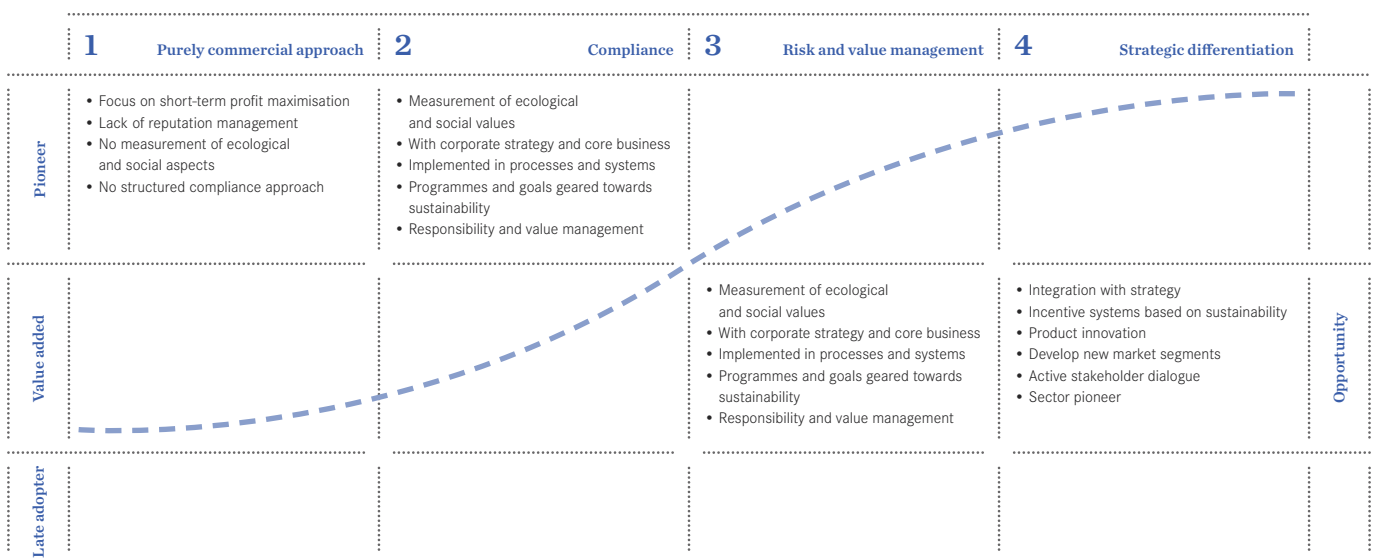 1 Purely commercial approach
2 Compliance
3 Risk and value management
4 Strategic differentiation
Pioneer
• Focus on short-term profit maximisation
• Lack of reputation management
• No measurement of ecological
and social aspects
• No structured compliance approach
• Measurement of ecological
and social values
• With corporate strategy and core business
• Implemented in processes and systems
• Programmes and goals geared towards
sustainability
• Responsibility and value management
Value added
• Measurement of ecological
and social values
• With corporate strategy and core business
• Implemented in processes and systems
• Programmes and goals geared towards
sustainability
• Responsibility and value management
• Integration with strategy
• Incentive systems based on sustainability
• Product innovation
• Develop new market segments
• Active stakeholder dialogue
• Sector pioneer
Opportunity
Late adopter